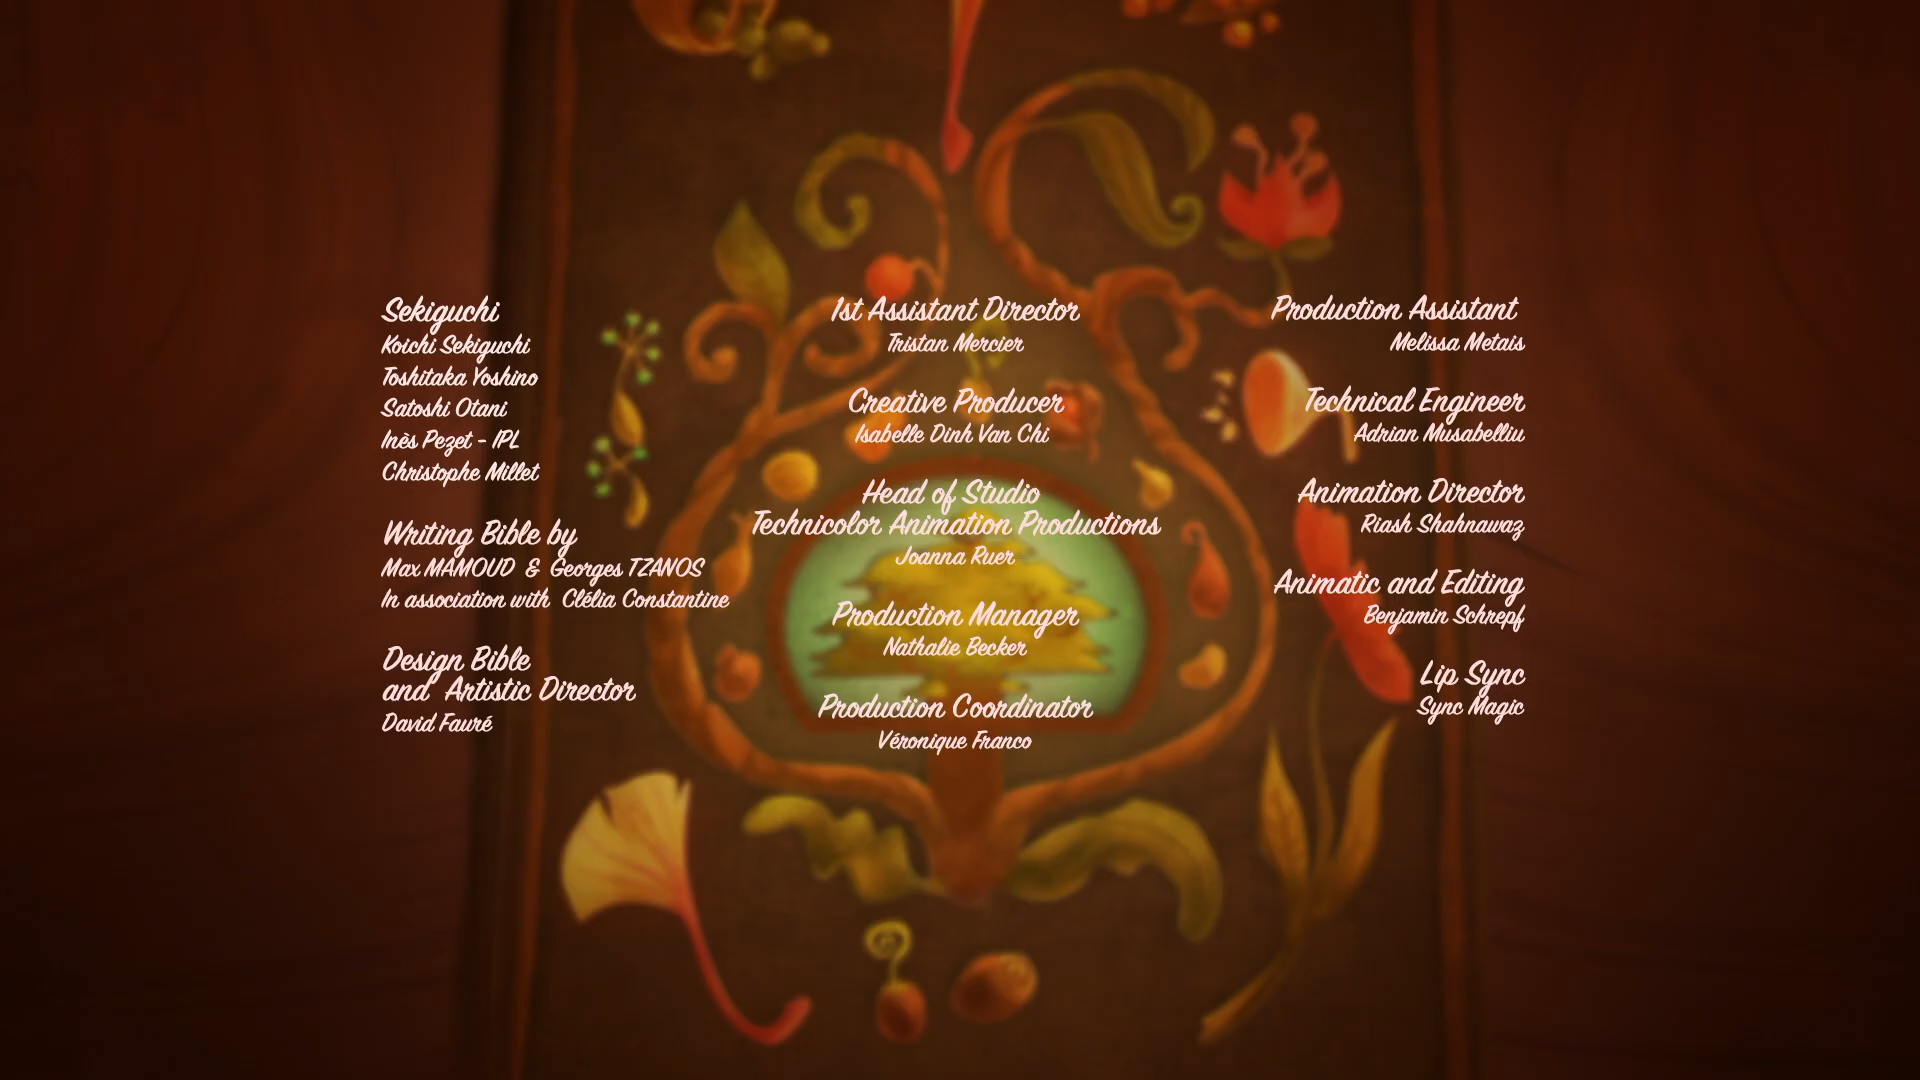 Sekiguchi
Koichi Sekiguchi
Toshitaka Yoshino
Satoshi Otani
Inès Pezet - IPL
Christophe Millet
Writing Bible by
Max MAMOUD & Georges TZANOS
In association with Clélia Constantine
Design Bible
and Artistic Director
David Fauré
1st Assistant Director
Tristan Mercier
Creative Producer
Isabelle Dinh Van Chi
Head of Studio
Technicolor Animation Productions
Joanna Ruer
Production Manager
Nathalie Becker
Production Coordinator
Véronique Franco
Production Assistant
Melissa Metais
Technical Engineer
Adrian Musabelliu
Animation Director
Riash Shahnawaz
Animatic and Editing
Benjamin Schrepf
Lip Sync
Sync Magic